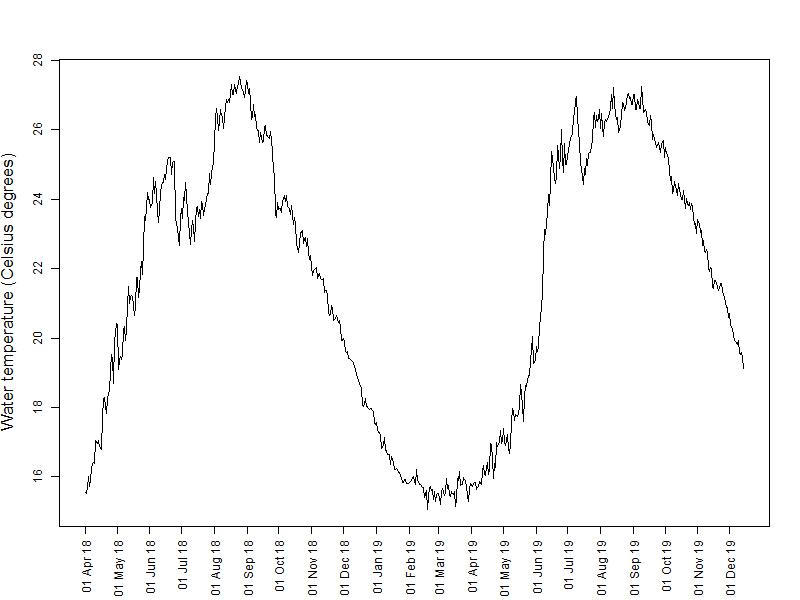 Water temperature (Celsius degrees)
28
26
24
22
20
18
16
01 Apr 18
01 May 18
01 Jun 18
01 Jul 18
01 Aug 18
01 Sep 18
01 Oct 18
01 Nov 18
01 Dec 18
01 Jan 19
01 Feb 19
01 Mar 19
01 Apr 19
01 May 19
01 Jun 19
01 Jul 19
01 Aug 19
01 Sep 19
01 Oct 19
01 Nov 19
01 Dec 19